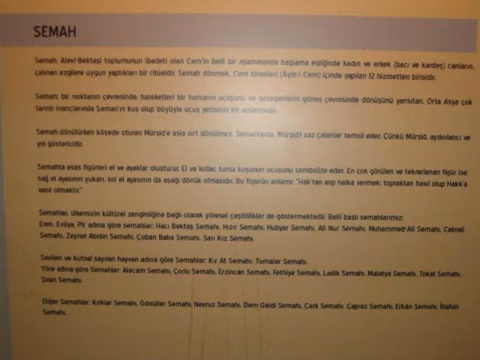 SEMAH
Semah, Alevi-Bektaşi toplumunun ibadeti olan Cem'in belli bir aşamasında bağlama eşliğinde kadın ve erkek (bacı ve kardeş) canların,
çalınan ezgilere uygun yaptıkları bir ritüeldir. Semah dönmek, Cem törenleri (Âyin-i Cem) içinde yapılan 12 hizmetten birisidir.
Semah; bir noktanın çevresinde, hareketleri bir turnanın uçuşunu ve gezegenlerin güneş çevresinde dönüşünü yansıtan, Orta Asya çok
tanrılı inançlarında Şaman'ın kuş olup büyüyle uçuş yetisinin bir anlatımıdır.
Semah dönülürken köşede oturan Mürşid'e asla sırt dönülmez. Semahlarda, Mürşid'i saz çalanlar temsil eder. Çünkü Mürşid, aydınlatıcı ve
yol göstericidir.
Semahta esas figürleri el ve ayaklar oluşturur. El ve kollar, turna kuşunun uçuşunu sembolize eder. En çok görülen ve tekrarlanan figür ise,
sağ el ayasının yukarı, sol el ayasının da aşağı dönük olmasıdır. Bu figürün anlamı: "Hak'tan alıp halka vermek; topraktan hasıl olup Hakk'a
vasıl olmaktır."
Semahlar, ülkemizin kültürel zenginliğine bağlı olarak yöresel çeşitlilikler de göstermektedir. Belli başlı semahlarımız;
Eren, Evliya, Pir adına göre semahlar: Hacı Bektaş Semahı, Hızır Semahı, Hubyar Semahı, Ali Nur Semahı, Muhammed-Ali Semahı, Cebrail
Semahı, Zeynel Abidin Semahı, Çoban Baba Semahı, Sarı Kız Semahı.
Sevilen ve kutsal sayılan hayvan adına göre Semahlar: Kır At Semahı, Turnalar Semahı.
Yöre adına göre Semahlar: Alaçam Semahı, Çorlu Semahı, Erzincan Semahı, Fethiye Semahı, Ladik Semahı, Malatya Semahı, Tokat Semahı,
Şiran Semahı.
Diğer Semahlar: Kırklar Semahı, Gönüller Semahı, Nevruz Semahı, Dem Geldi Semahı, Çark Semahı, Çapraz Semahı, Erkân Semahı, İllallah
Semahı.